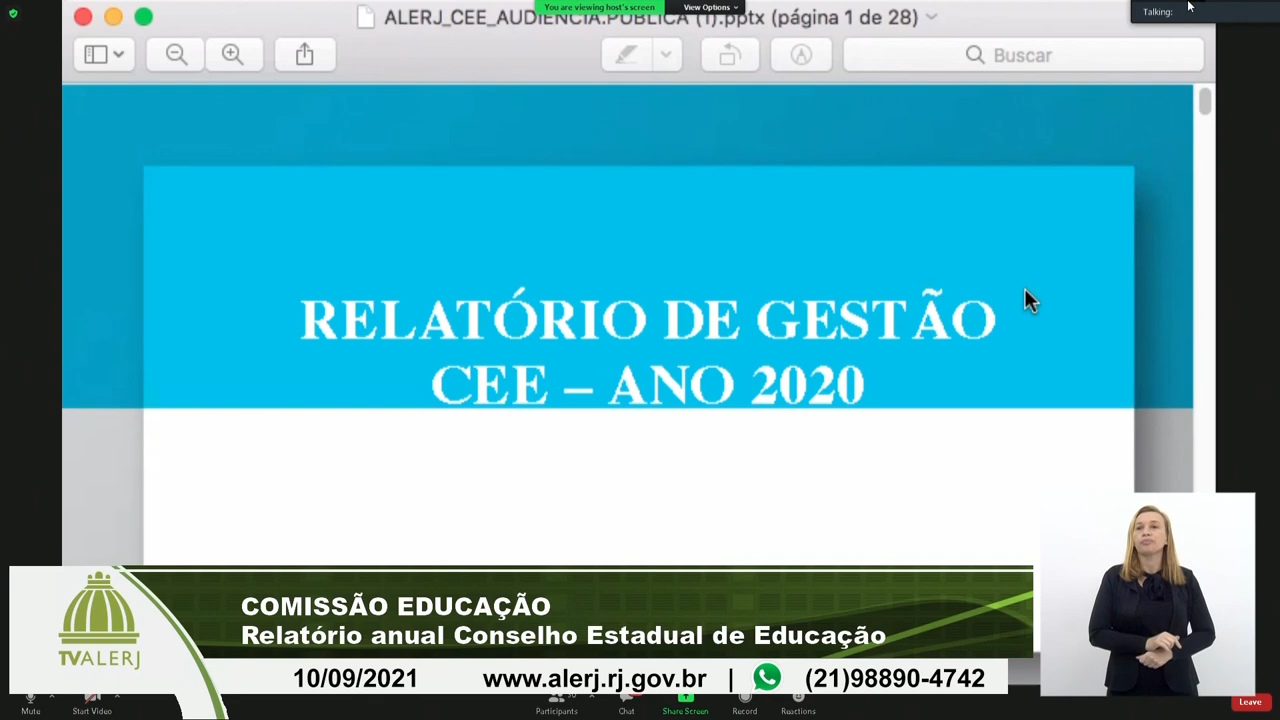 You are viewing host's screen
View Options
Talking:
ALERJ_CEE_AUDIENCIA.PUBLICA (1).pptx (página 1 de 28)
Buscar
RELATÓRIO DE GESTÃO
CEE – ANO 2020
COMISSÃO EDUCAÇÃO
Relatório anual Conselho Estadual de Educação
TVALERJ
10/09/2021 www.alerj.rj.gov.br | (21)98890-4742
Mute
Start Video
Participants
Chat
Share Screen
Record
Reactions
Leave